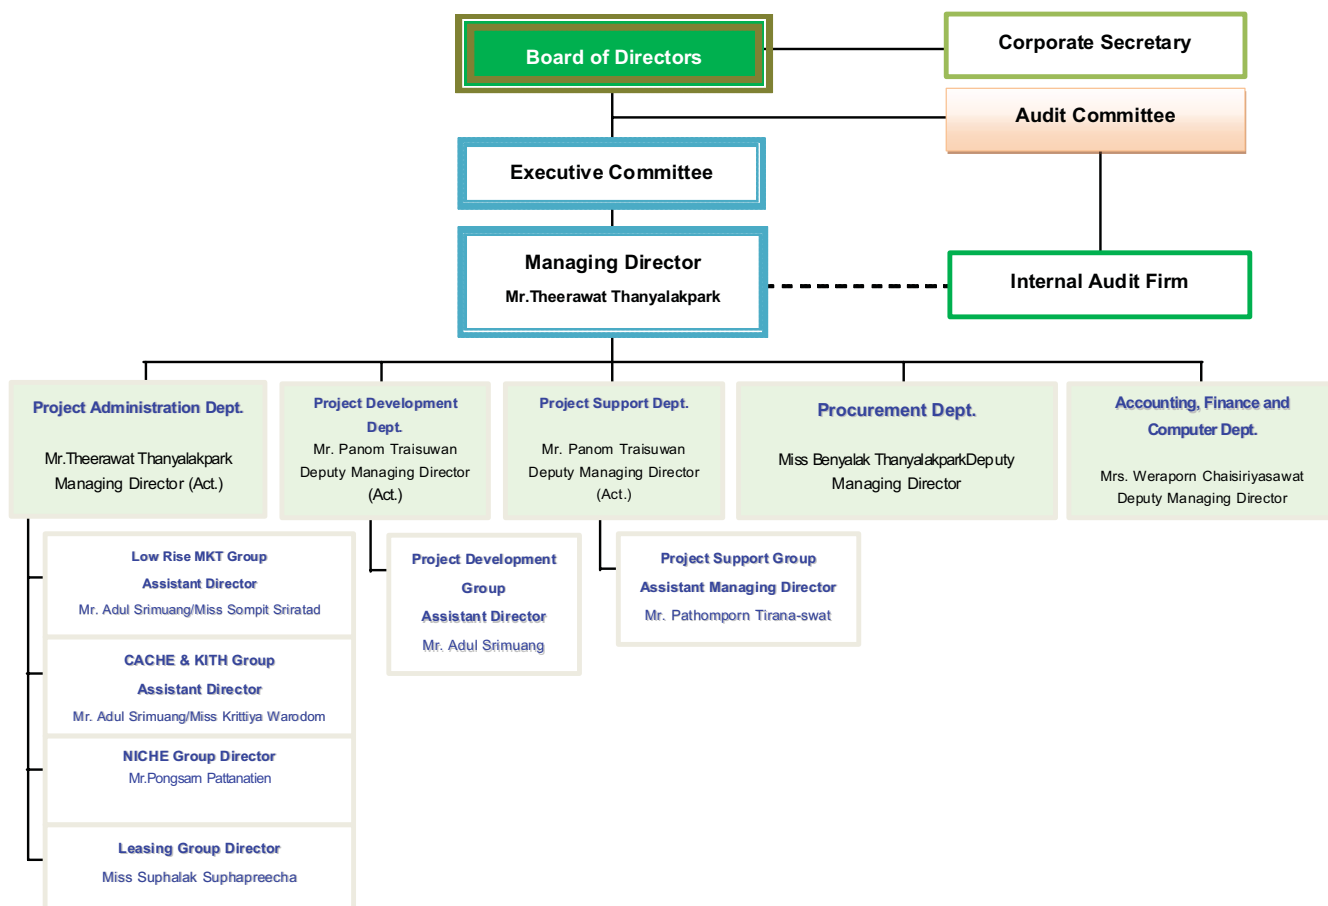 Board of Directors
Corporate Secretary
Audit Committee
Executive Committee
Managing Director
Mr.Theerawat Thanyalakpark
Internal Audit Firm
Project Administration Dept.
Mr.Theerawat Thanyalakpark
Managing Director (Act.)
Project Development
Dept.
Mr. Panom Traisuwan
Deputy Managing Director
(Act.)
Project Support Dept.
Mr. Panom Traisuwan
Deputy Managing Director
(Act.)
Procurement Dept.
Miss Benyalak ThanyalakparkDeputy
Managing Director
Accounting, Finance and
Computer Dept.
Mrs. Weraporn Chaisiriyasawat
Deputy Managing Director
Low Rise MKT Group
Assistant Director
Mr. Adul Srimuang/Miss Sompit Sriratad
CACHE & KITH Group
Assistant Director
Mr. Adul Srimuang/Miss Krittiya Warodom
NICHE Group Director
Mr.Pongsarn Pattanatien
Leasing Group Director
Miss Suphalak Suphapreecha
Project Development
Group
Assistant Director
Mr. Adul Srimuang
Project Support Group
Assistant Managing Director
Mr. Pathomporn Tirana-swat